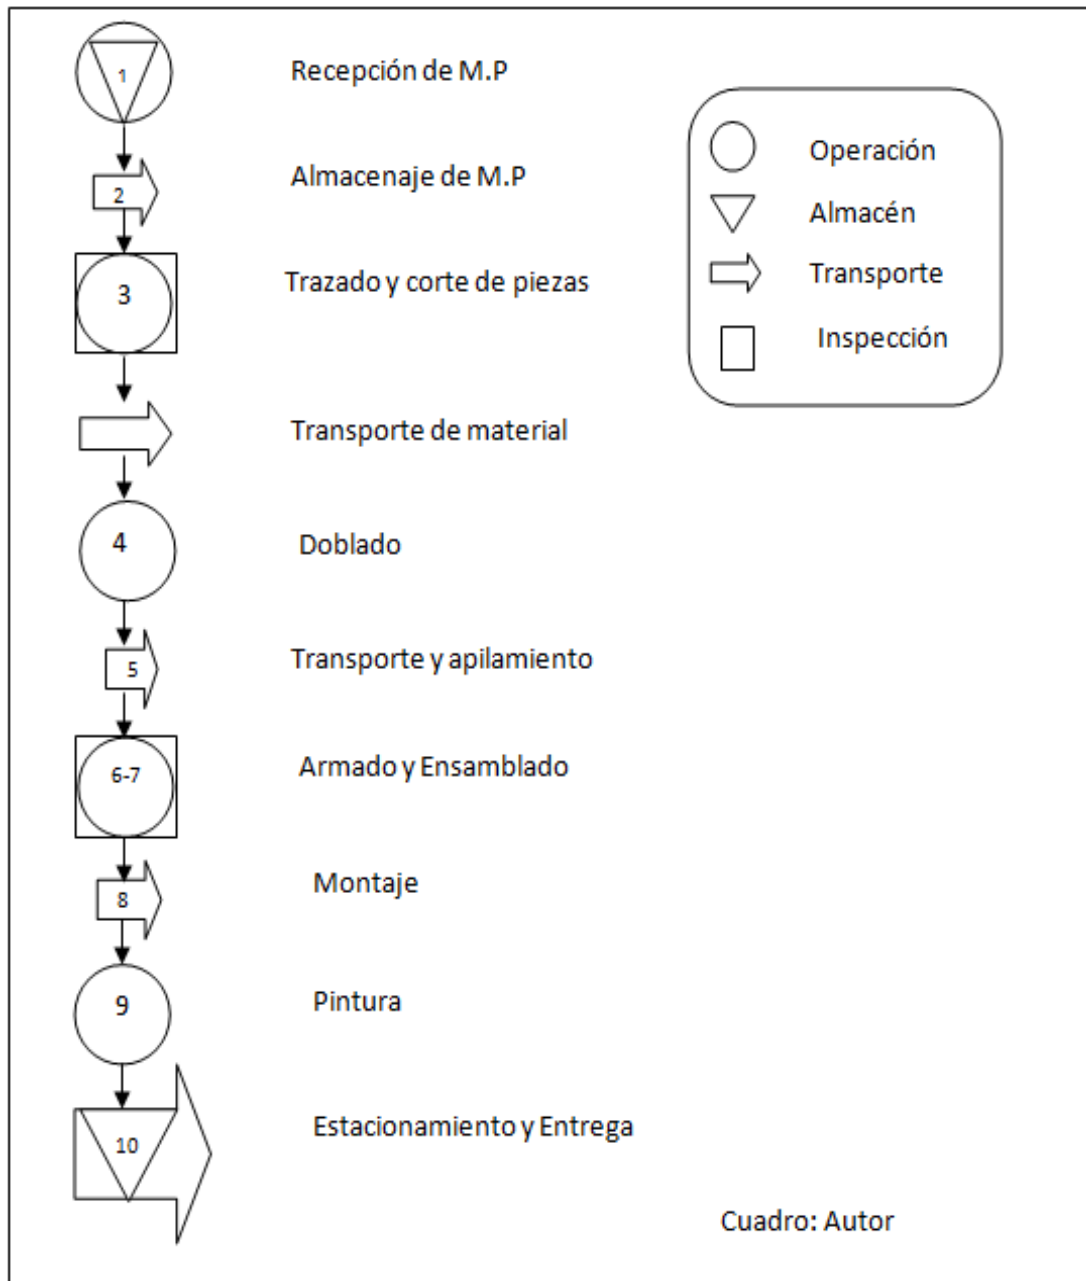 1
Recepción de M.P
2
Almacenaje de M.P
3
Trazado y corte de piezas
Transporte de material
4
Doblado
5
Transporte y apilamiento
6-7
Armado y Ensamblado
8
Montaje
9
Pintura
10
Estacionamiento y Entrega
Operación
Almacén
Transporte
Inspección
Cuadro: Autor